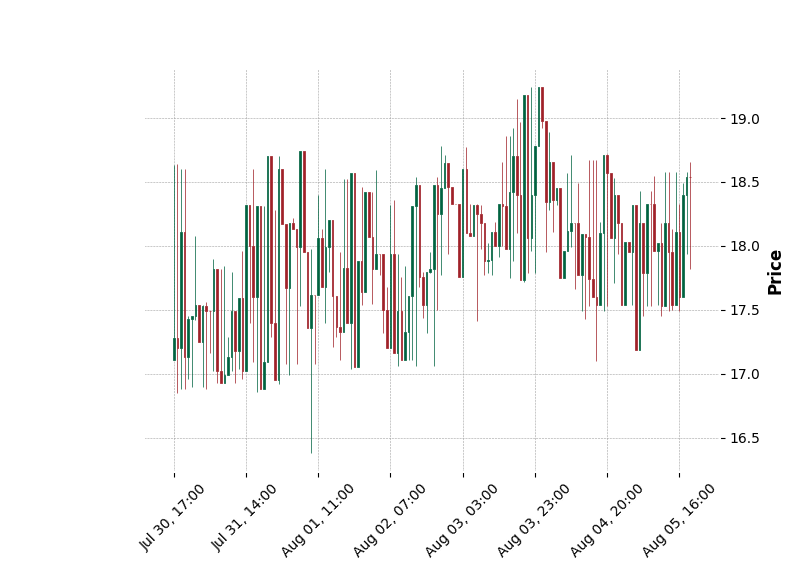 19.0
18.5
18.0
17.5
17.0
16.5
Price
Jul 30, 17:00
Jul 31, 14:00
Aug 01, 11:00
Aug 02, 07:00
Aug 03, 03:00
Aug 03, 23:00
Aug 04, 20:00
Aug 05, 16:00